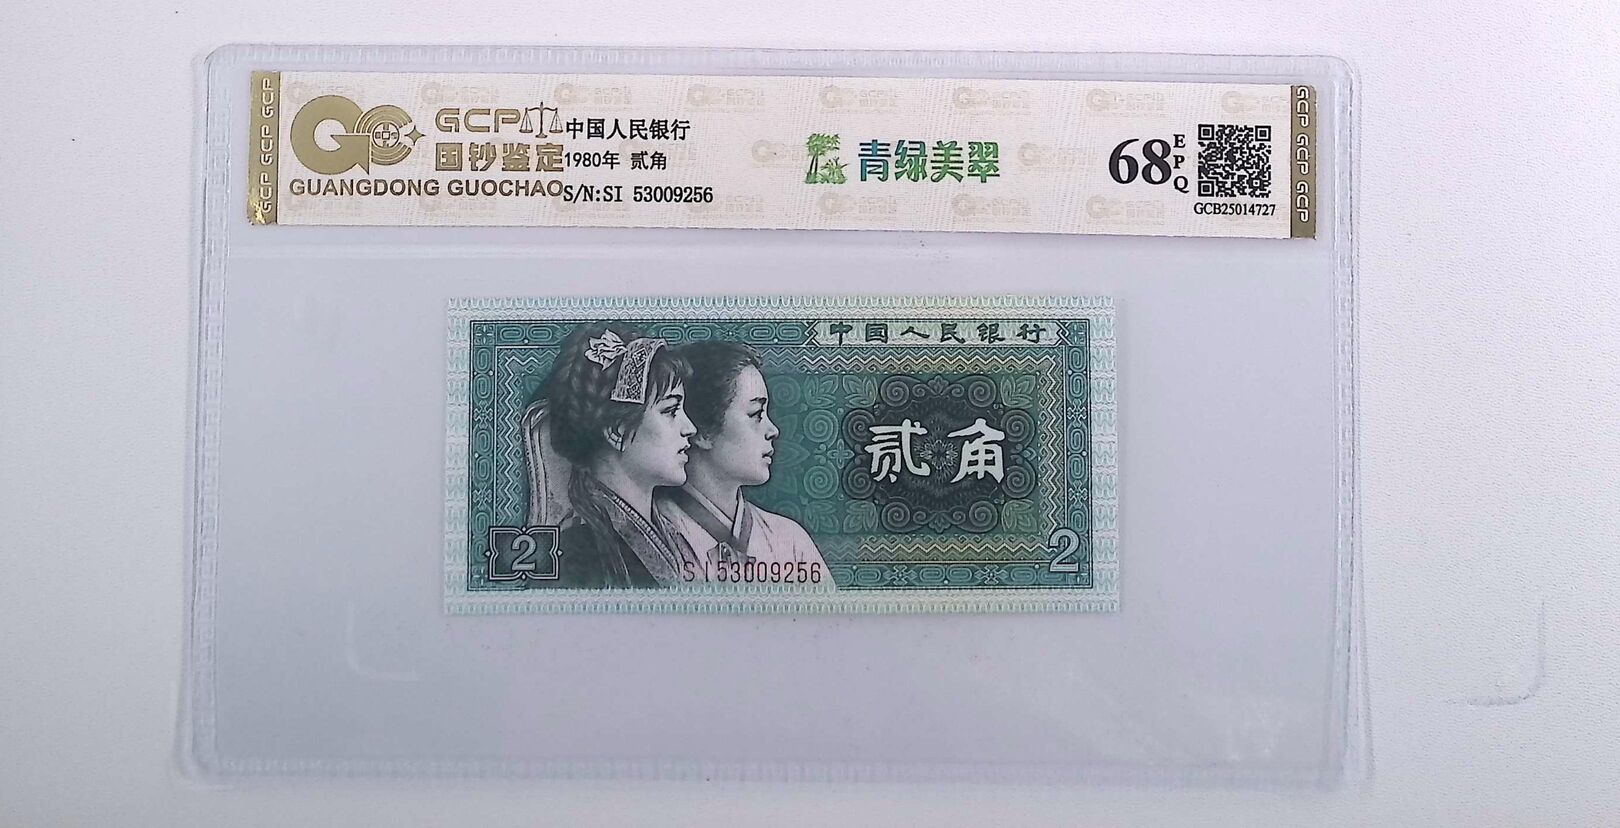 GCP
中国人民银行
国钞鉴定
1980年 贰角
GUANGDONG GUOCHAO
S/N:SI 53009256
青绿美翠
68
EPQ
GCB25014727
GCP GCP GCP
GCP GCP GCP
中国人民银行
贰角
2
2
SI53009256